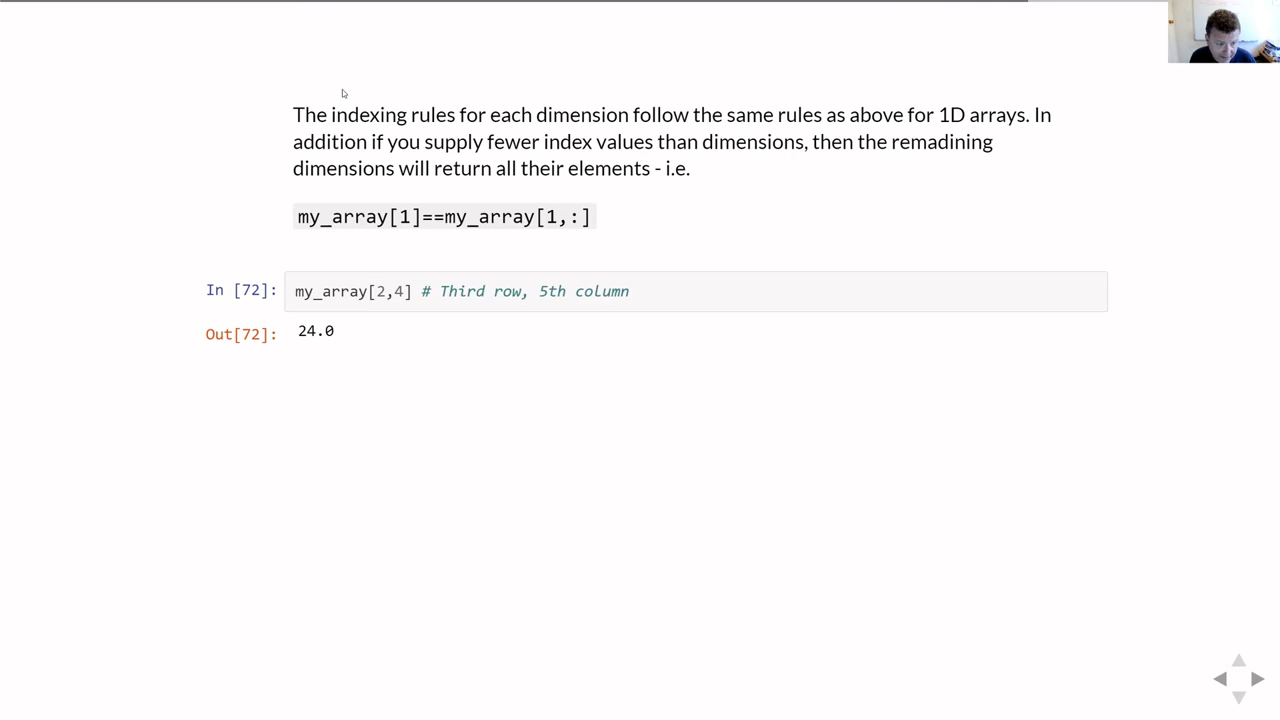 The indexing rules for each dimension follow the same rules as above for 1D arrays. In
addition if you supply fewer index values than dimensions, then the remadining
dimensions will return all their elements - i.e.
my_array[1]==my_array[1,:]
In [72]: my_array[2,4] # Third row, 5th column
Out[72]: 24.0